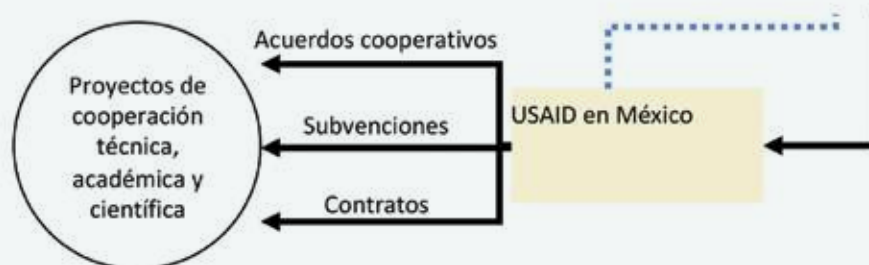 Acuerdos cooperativos
Proyectos de
cooperación
técnica,
académica y
científica
Subvenciones
Contratos
USAID en México